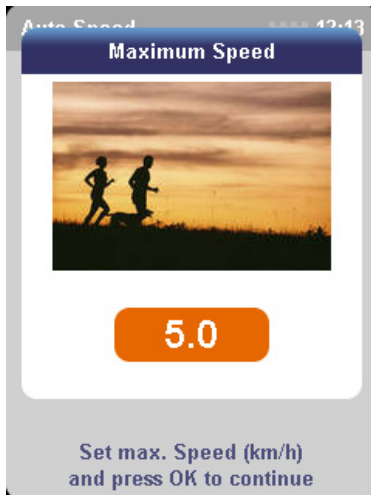 Auto Speed 12:13
Maximum Speed
5.0
Set max. Speed (km/h)
and press OK to continue